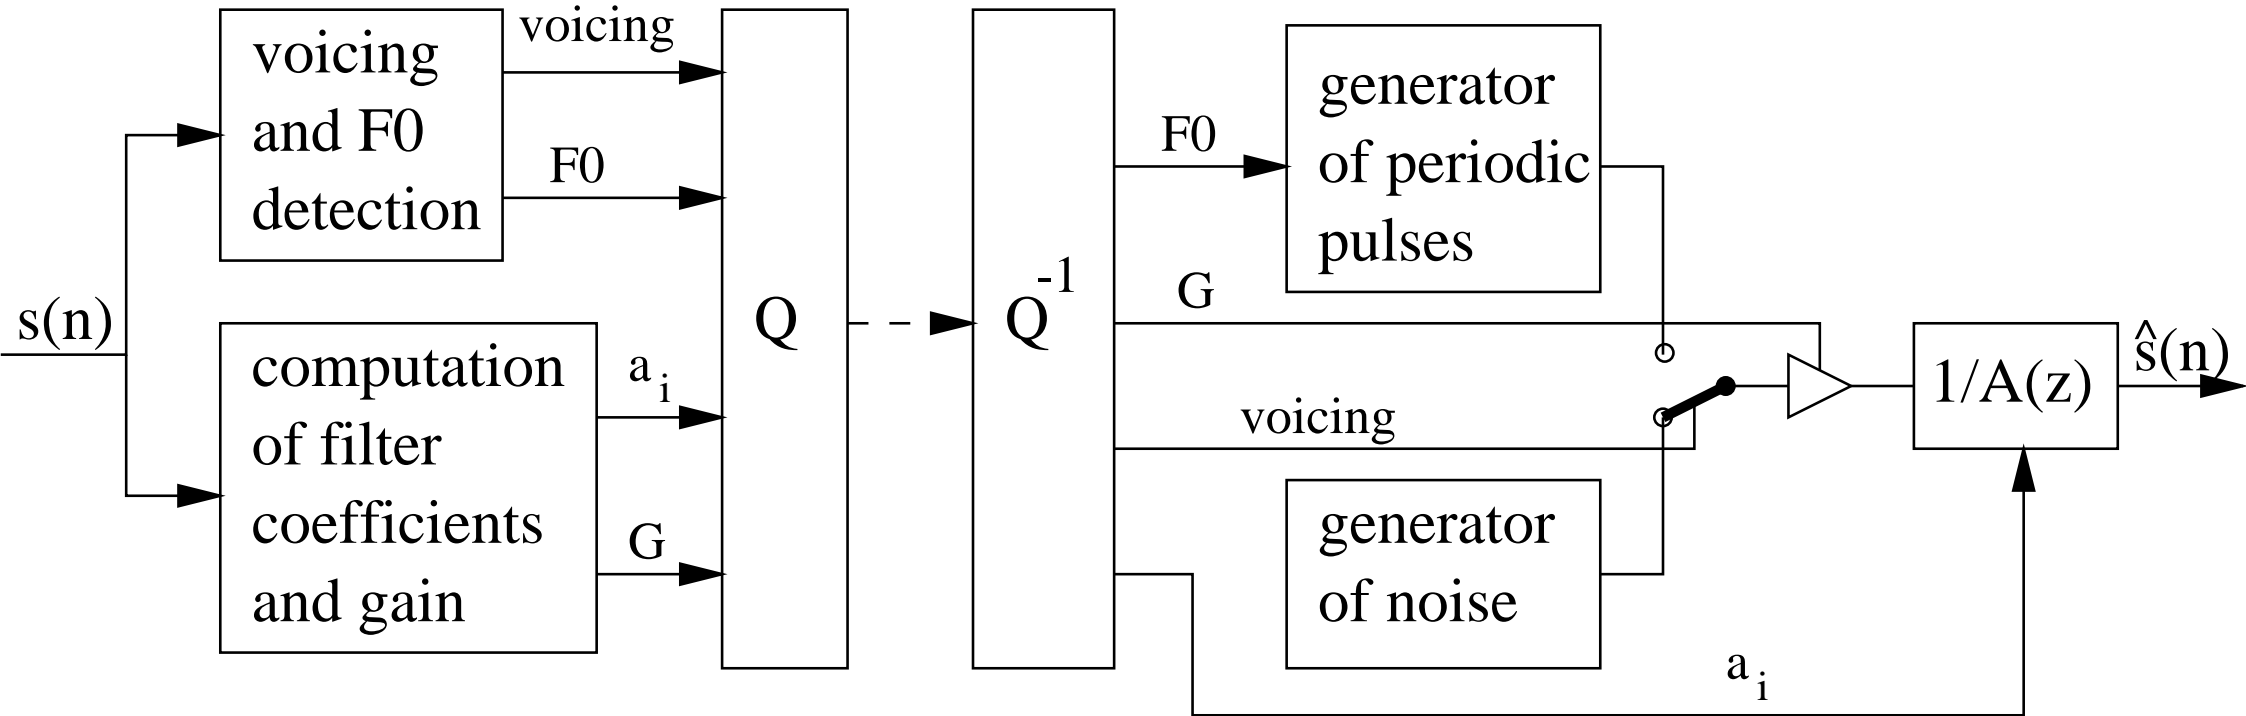 s(n)
voicing
and F0
detection
voicing
F0
computation
of filter
coefficients
and gain
a i
G
Q
Q -1
F0
generator
of periodic
pulses
G
voicing
generator
of noise
a i
1/A(z)
ŝ(n)